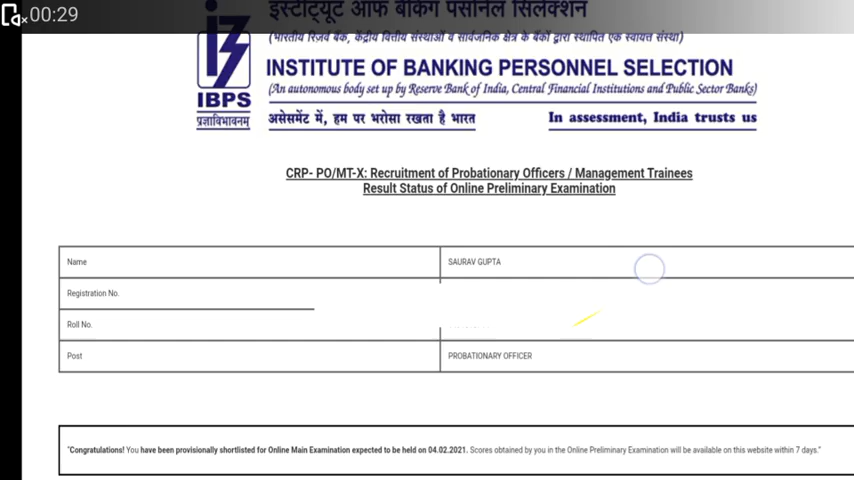 00:29
इंस्टीट्यूट ऑफ बैंकिंग पर्सोनेल सिलेक्शन
(भारतीय रिज़र्व बैंक, केंद्रीय वित्तीय संस्थाओं व सार्वजनिक क्षेत्र के बैंकों द्वारा स्थापित एक स्वायत्त संस्था)
INSTITUTE OF BANKING PERSONNEL SELECTION
(An autonomous body set up by Reserve Bank of India, Central Financial Institutions and Public Sector Banks)
IBPS
प्रज्ञाविभावनम्
असेसमेंट में, हम पर भरोसा रखता है भारत In assessment, India trusts us
CRP- PO/MT-X: Recruitment of Probationary Officers / Management Trainees
Result Status of Online Preliminary Examination
Name SAURAV GUPTA
Registration No.
Roll No.
Post PROBATIONARY OFFICER
"Congratulations! You have been provisionally shortlisted for Online Main Examination expected to be held on 04.02.2021. Scores obtained by you in the Online Preliminary Examination will be available on this website within 7 days."